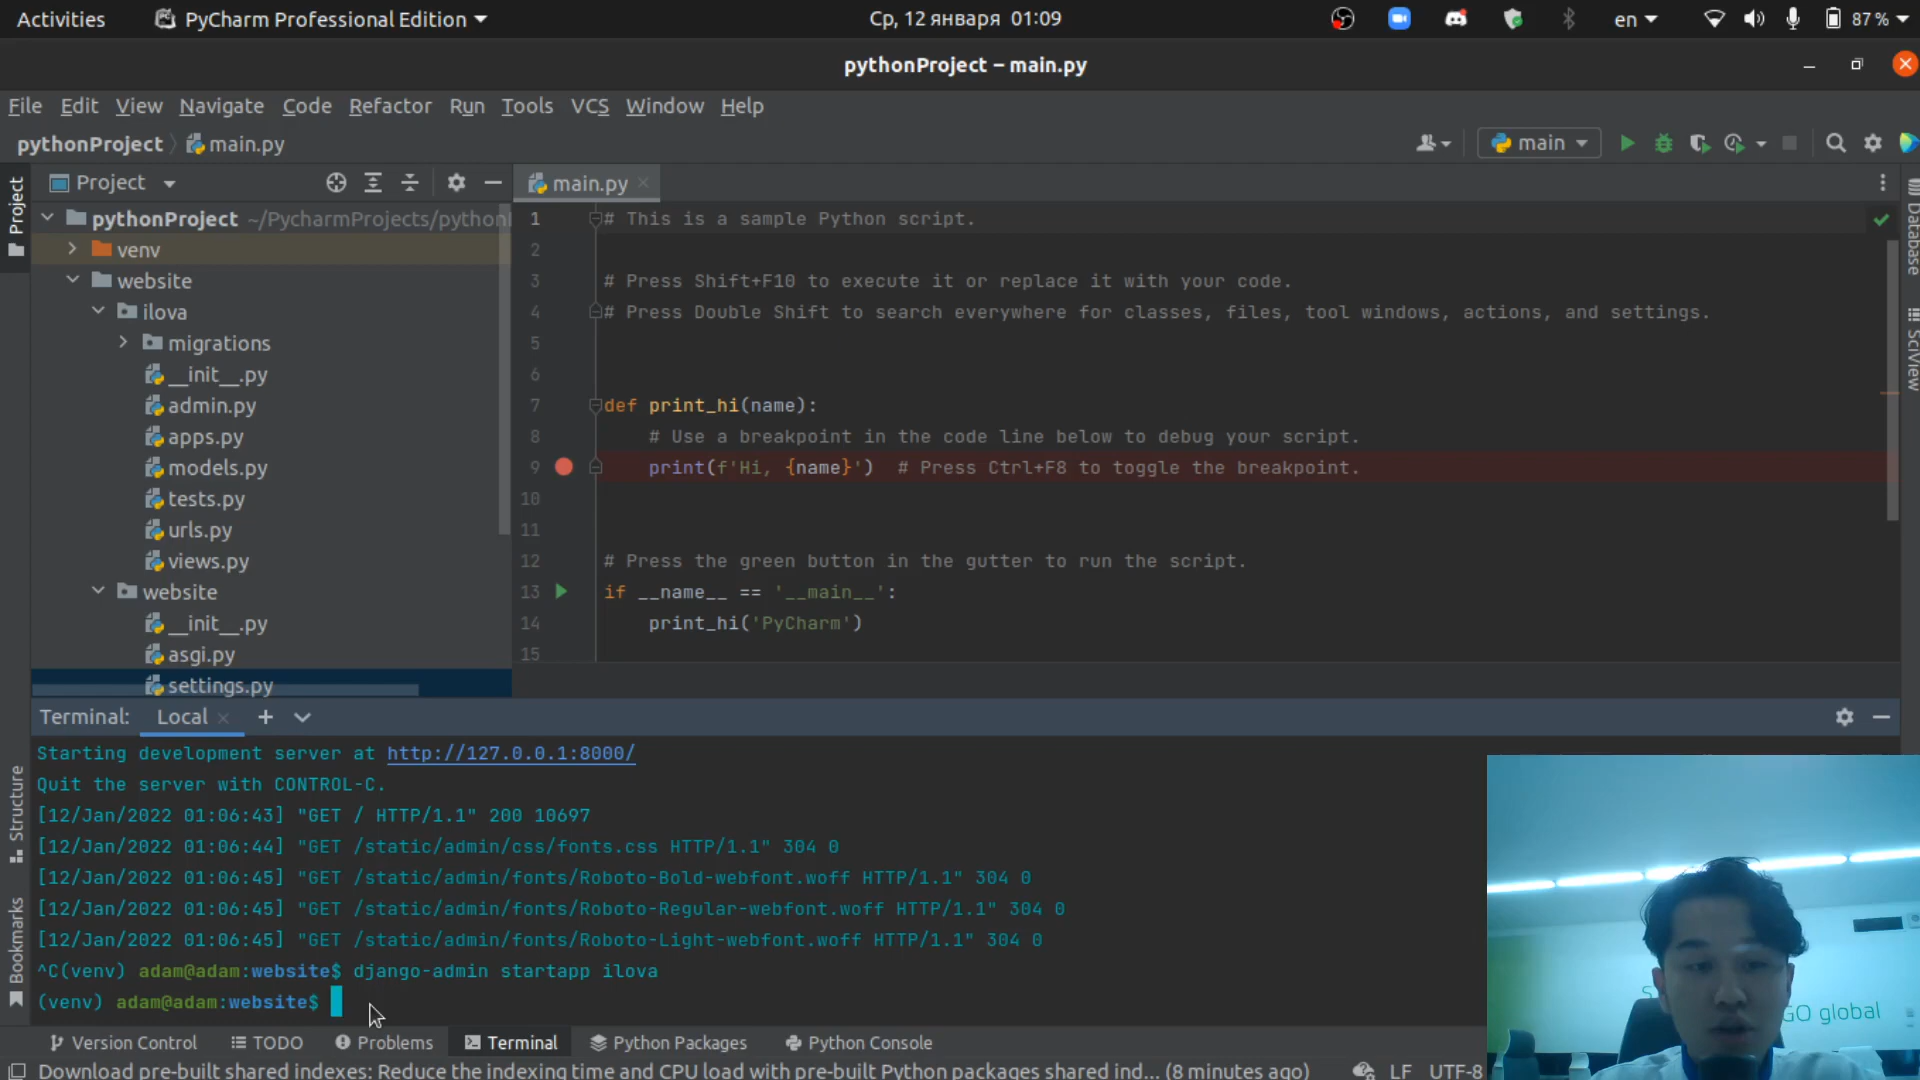 Activities
PyCharm Professional Edition
Ср, 12 января 01:09
en
87 %
pythonProject – main.py
File Edit View Navigate Code Refactor Run Tools VCS Window Help
pythonProject main.py
main
Project
Project
main.py
pythonProject ~/PycharmProjects/python
venv
website
ilova
migrations
__init__.py
admin.py
apps.py
models.py
tests.py
urls.py
views.py
website
__init__.py
asgi.py
settings.py
1 # This is a sample Python script.
2
3 # Press Shift+F10 to execute it or replace it with your code.
4 # Press Double Shift to search everywhere for classes, files, tool windows, actions, and settings.
5
6
7 def print_hi(name):
8 # Use a breakpoint in the code line below to debug your script.
9 print(f'Hi, {name}') # Press Ctrl+F8 to toggle the breakpoint.
10
11
12 # Press the green button in the gutter to run the script.
13 if __name__ == '__main__':
14 print_hi('PyCharm')
15
Database
SciView
Terminal: Local
Starting development server at http://127.0.0.1:8000/
Quit the server with CONTROL-C.
[12/Jan/2022 01:06:43] "GET / HTTP/1.1" 200 10697
[12/Jan/2022 01:06:44] "GET /static/admin/css/fonts.css HTTP/1.1" 304 0
[12/Jan/2022 01:06:45] "GET /static/admin/fonts/Roboto-Bold-webfont.woff HTTP/1.1" 304 0
[12/Jan/2022 01:06:45] "GET /static/admin/fonts/Roboto-Regular-webfont.woff HTTP/1.1" 304 0
[12/Jan/2022 01:06:45] "GET /static/admin/fonts/Roboto-Light-webfont.woff HTTP/1.1" 304 0
^C(venv) adam@adam:website$ django-admin startapp ilova
(venv) adam@adam:website$
Structure
Bookmarks
GO global
Version Control TODO Problems Terminal Python Packages Python Console
Download pre-built shared indexes: Reduce the indexing time and CPU load with pre-built Python packages shared ind... (8 minutes ago)
LF UTF-8